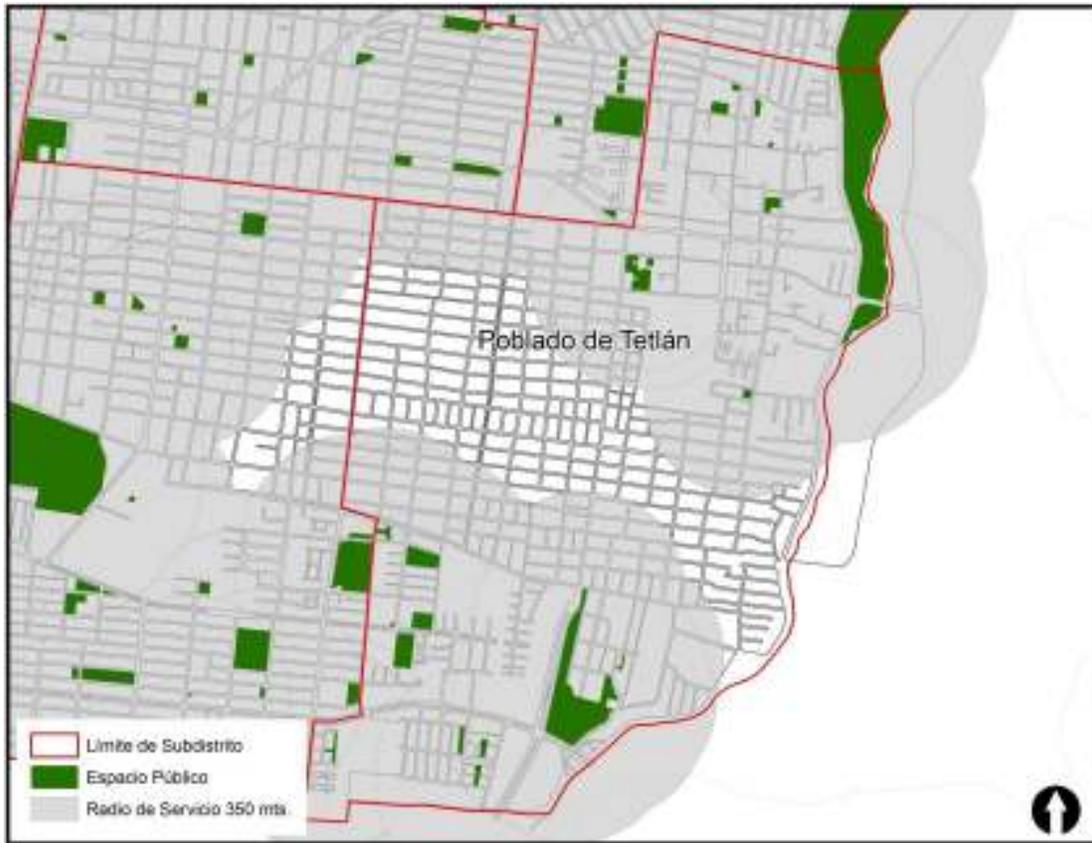 Poblado de Tetlán
Límite de Subdistrito
Espacio Público
Radio de Servicio 350 mts.